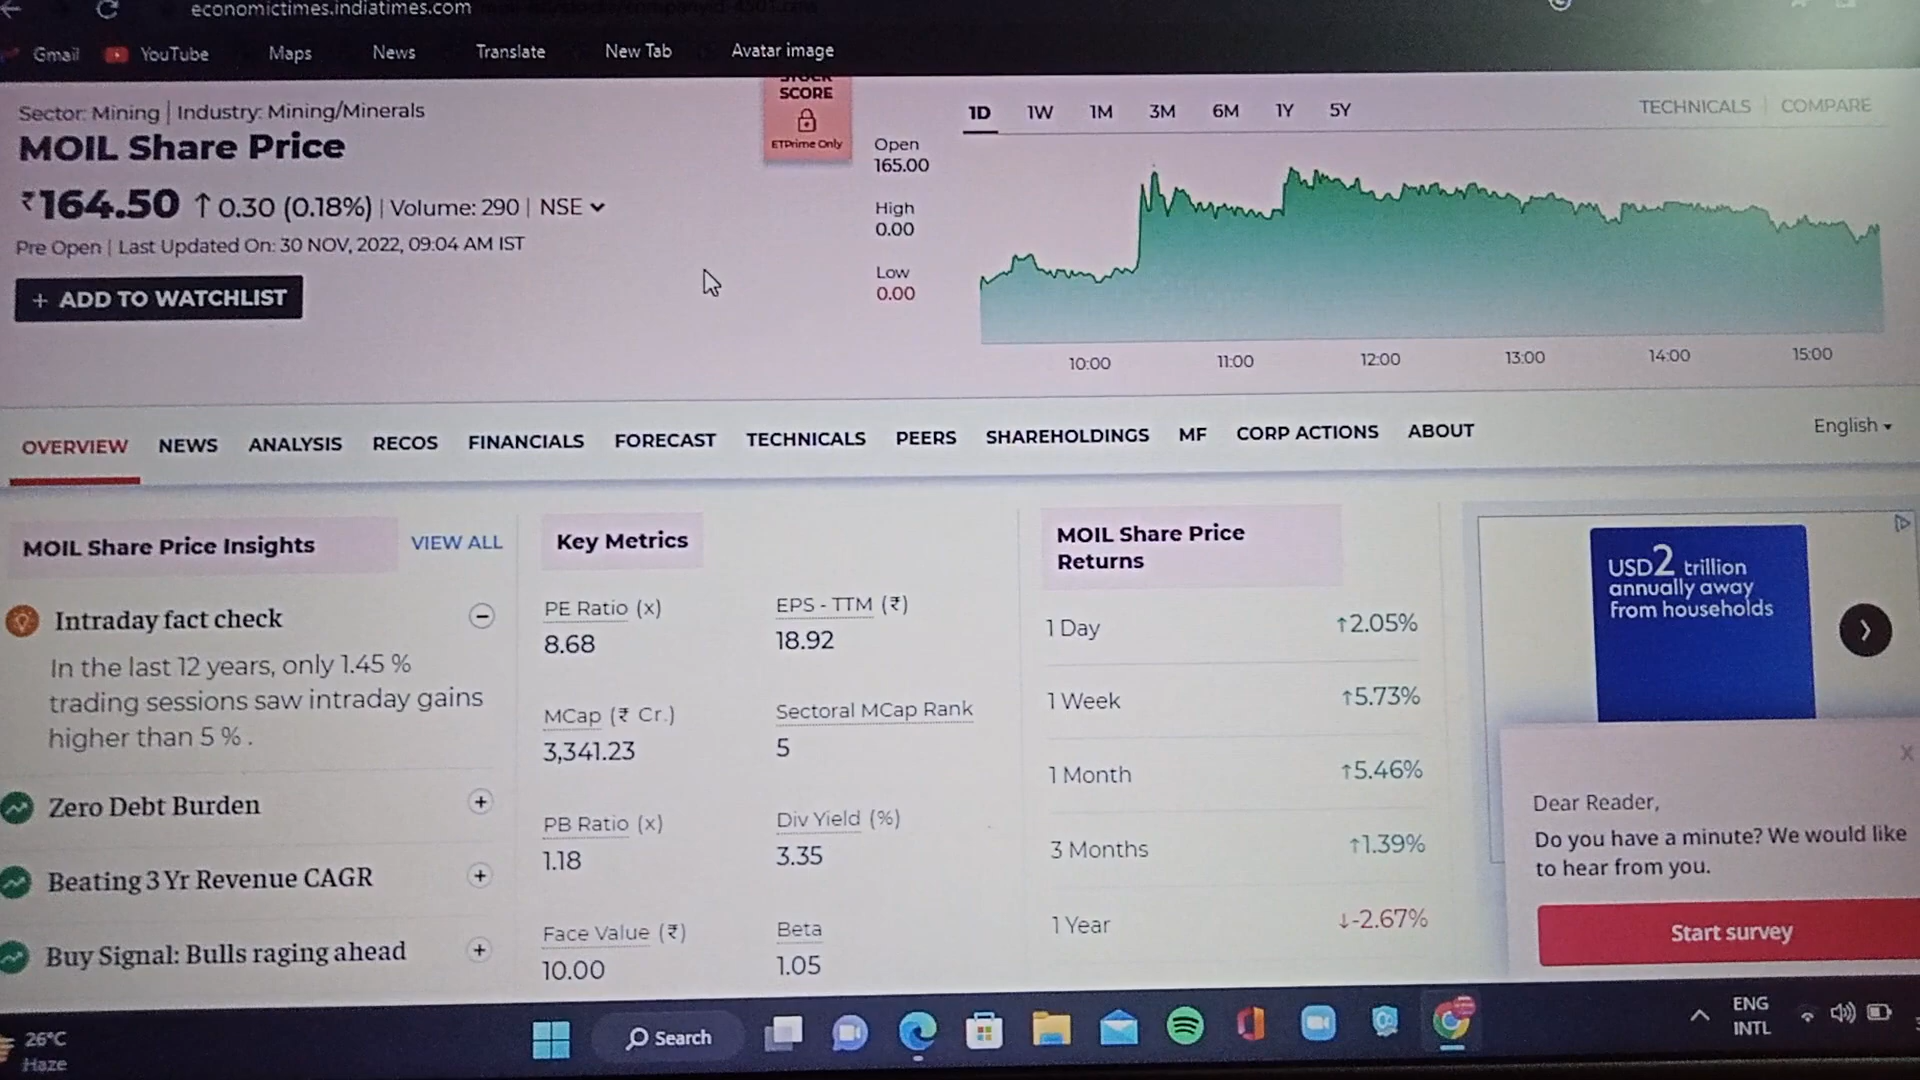 economictimes.indiatimes.com
Gmail YouTube Maps News Translate New Tab Avatar image
Sector: Mining | Industry: Mining/Minerals
MOIL Share Price
₹164.50 ↑ 0.30 (0.18%) | Volume: 290 | NSE
Pre Open | Last Updated On: 30 NOV, 2022, 09:04 AM IST
+ ADD TO WATCHLIST
STOCK
SCORE
ETPrime Only
Open
165.00
High
0.00
Low
0.00
1D 1W 1M 3M 6M 1Y 5Y
TECHNICALS | COMPARE
10:00 11:00 12:00 13:00 14:00 15:00
OVERVIEW NEWS ANALYSIS RECOS FINANCIALS FORECAST TECHNICALS PEERS SHAREHOLDINGS MF CORP ACTIONS ABOUT
English
MOIL Share Price Insights VIEW ALL
Intraday fact check
In the last 12 years, only 1.45 %
trading sessions saw intraday gains
higher than 5 % .
Zero Debt Burden
Beating 3 Yr Revenue CAGR
Buy Signal: Bulls raging ahead
Key Metrics
PE Ratio (x) EPS - TTM (₹)
8.68 18.92
MCap (₹ Cr.) Sectoral MCap Rank
3,341.23 5
PB Ratio (x) Div Yield (%)
1.18 3.35
Face Value (₹) Beta
10.00 1.05
MOIL Share Price
Returns
1 Day ↑2.05%
1 Week ↑5.73%
1 Month ↑5.46%
3 Months ↑1.39%
1 Year ↓-2.67%
USD2 trillion
annually away
from households
Dear Reader,
Do you have a minute? We would like
to hear from you.
Start survey
26°C
Haze
Search
ENG
INTL